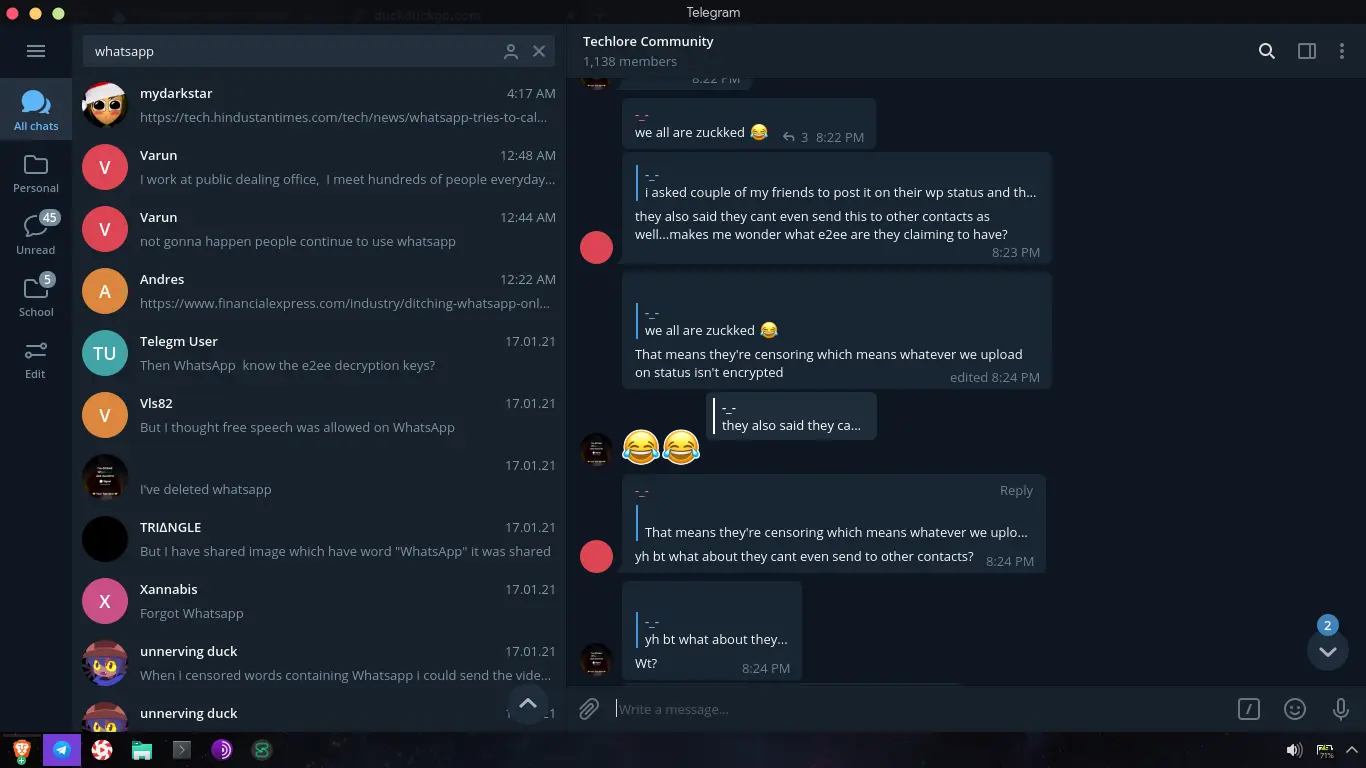 duckduckgo.com
Telegram
whatsapp
All chats
Personal
45
Unread
5
School
Edit
mydarkstar 4:17 AM
https://tech.hindustantimes.com/tech/news/whatsapp-tries-to-cal...
V
Varun 12:48 AM
I work at public dealing office, I meet hundreds of people everyday...
V
Varun 12:44 AM
not gonna happen people continue to use whatsapp
A
Andres 12:22 AM
https://www.financialexpress.com/industry/ditching-whatsapp-onl...
TU
Telegm User 17.01.21
Then WhatsApp know the e2ee decryption keys?
V
Vls82 17.01.21
But I thought free speech was allowed on WhatsApp
17.01.21
I've deleted whatsapp
TRIΔNGLE 17.01.21
But I have shared image which have word "WhatsApp" it was shared
X
Xannabis 17.01.21
Forgot Whatsapp
unnerving duck 17.01.21
When i censored words containing Whatsapp i could send the vide...
unnerving duck
Techlore Community
1,138 members
8:22 PM
-_-
we all are zuckked 😂 3 8:22 PM
-_-
i asked couple of my friends to post it on their wp status and th...
they also said they cant even send this to other contacts as
well...makes me wonder what e2ee are they claiming to have?
8:23 PM
-_-
we all are zuckked 😂
That means they're censoring which means whatever we upload
on status isn't encrypted
edited 8:24 PM
-_-
they also said they ca...
😂😂
-_- Reply
That means they're censoring which means whatever we uplo...
yh bt what about they cant even send to other contacts? 8:24 PM
-_-
yh bt what about they...
Wt? 8:24 PM
2
Write a message...
71%